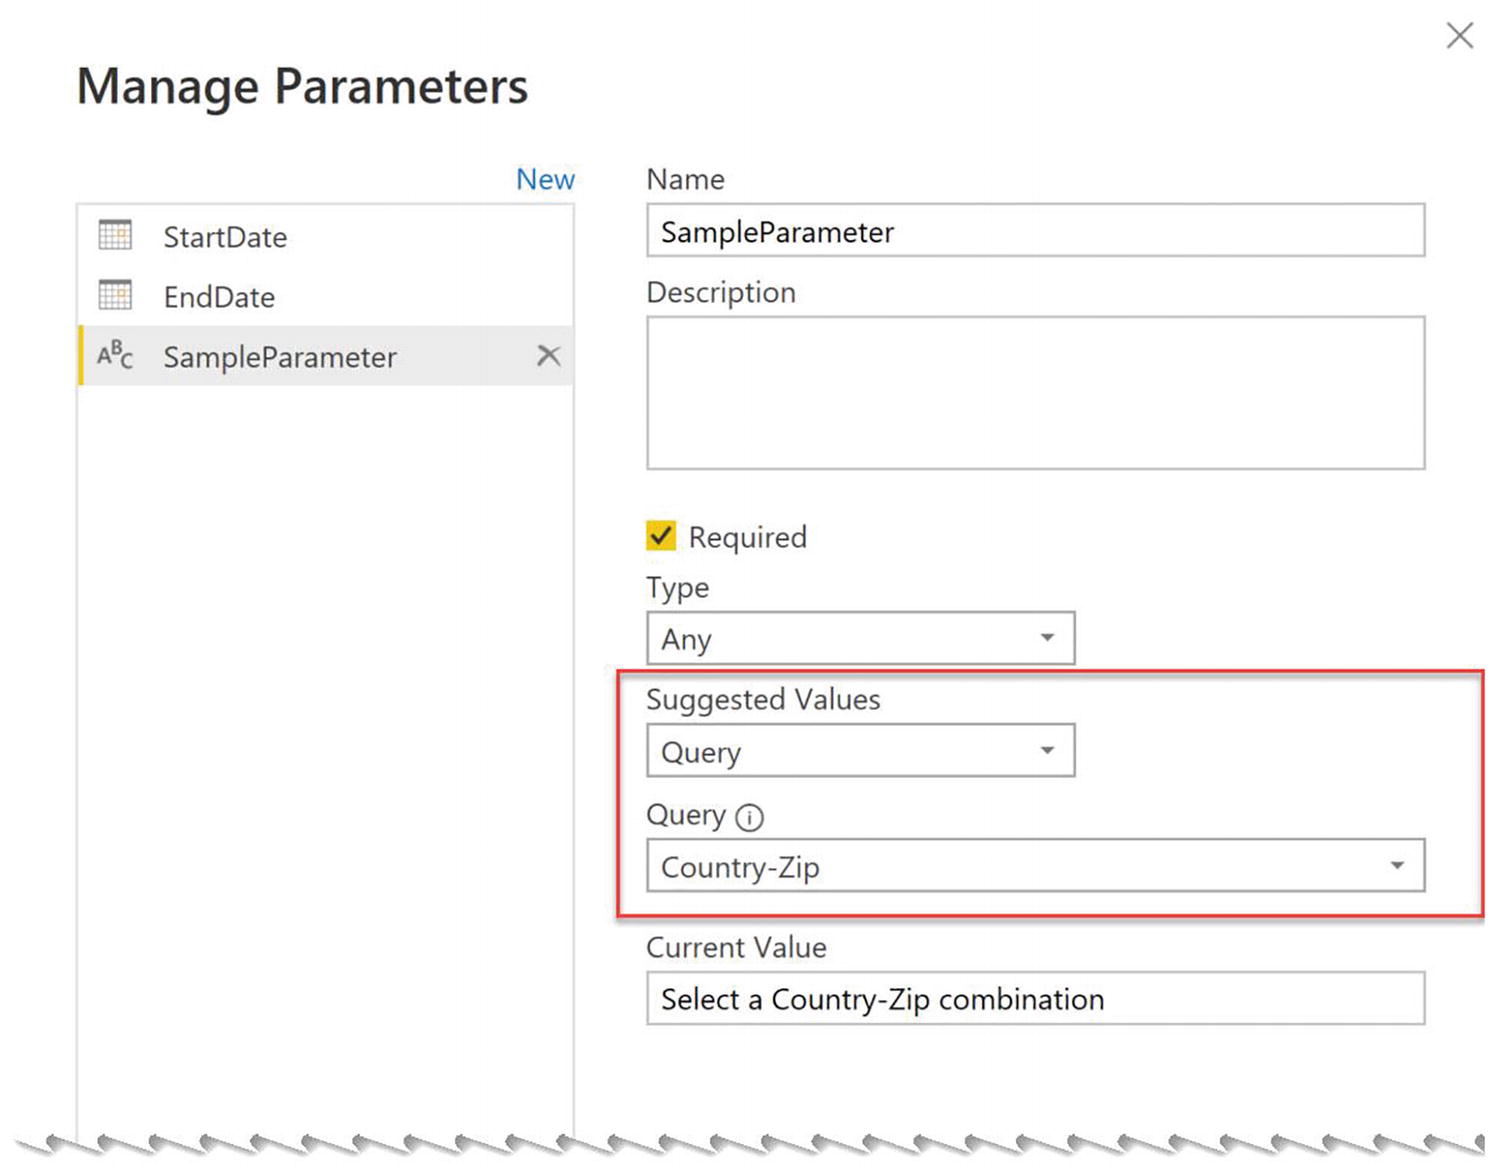 Manage Parameters
New
StartDate
EndDate
ABC SampleParameter
Name
SampleParameter
Description
Required
Type
Any
Suggested Values
Query
Query
Country-Zip
Current Value
Select a Country-Zip combination